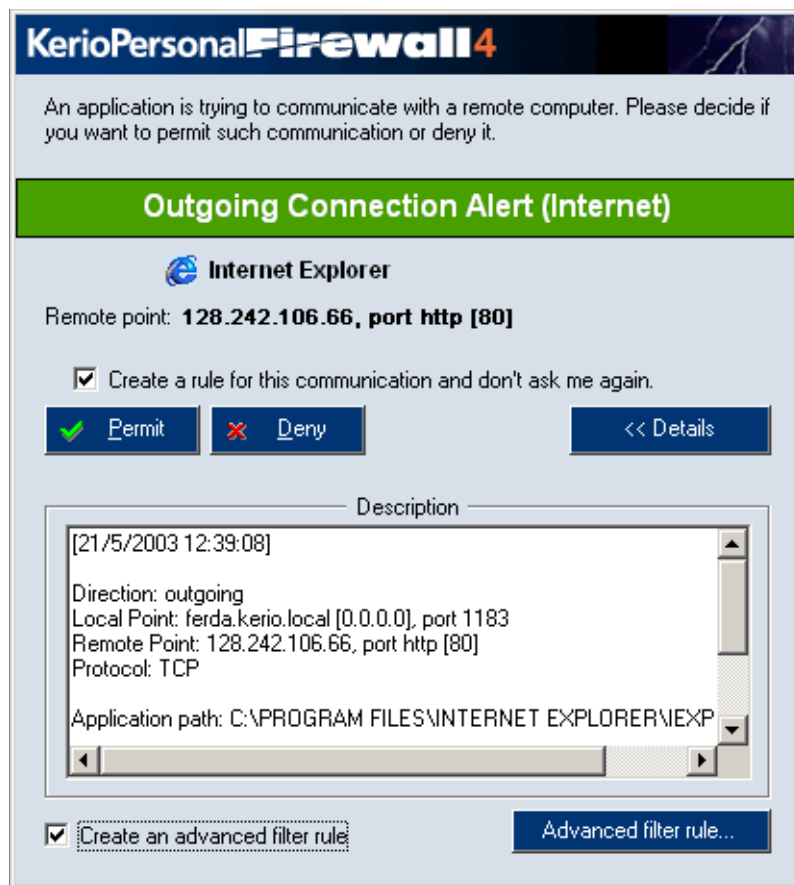 KerioPersonalFirewall4
An application is trying to communicate with a remote computer. Please decide if
you want to permit such communication or deny it.
Outgoing Connection Alert (Internet)
Internet Explorer
Remote point: 128.242.106.66, port http [80]
Create a rule for this communication and don't ask me again.
Permit Deny << Details
Description
[21/5/2003 12:39:08]
Direction: outgoing
Local Point: ferda.kerio.local [0.0.0.0], port 1183
Remote Point: 128.242.106.66, port http [80]
Protocol: TCP
Application path: C:\PROGRAM FILES\INTERNET EXPLORER\IEXP
Create an advanced filter rule Advanced filter rule...